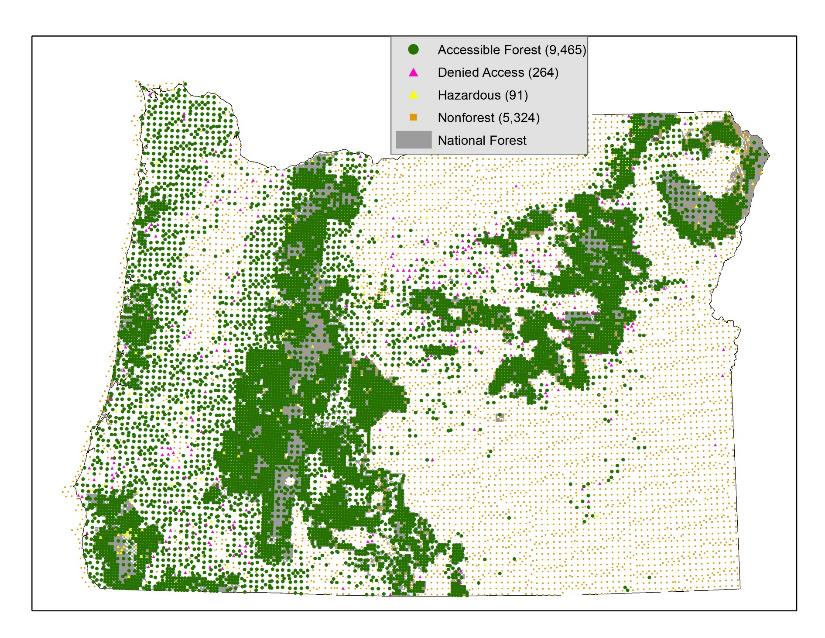 Accessible Forest (9,465)
Denied Access (264)
Hazardous (91)
Nonforest (5,324)
National Forest